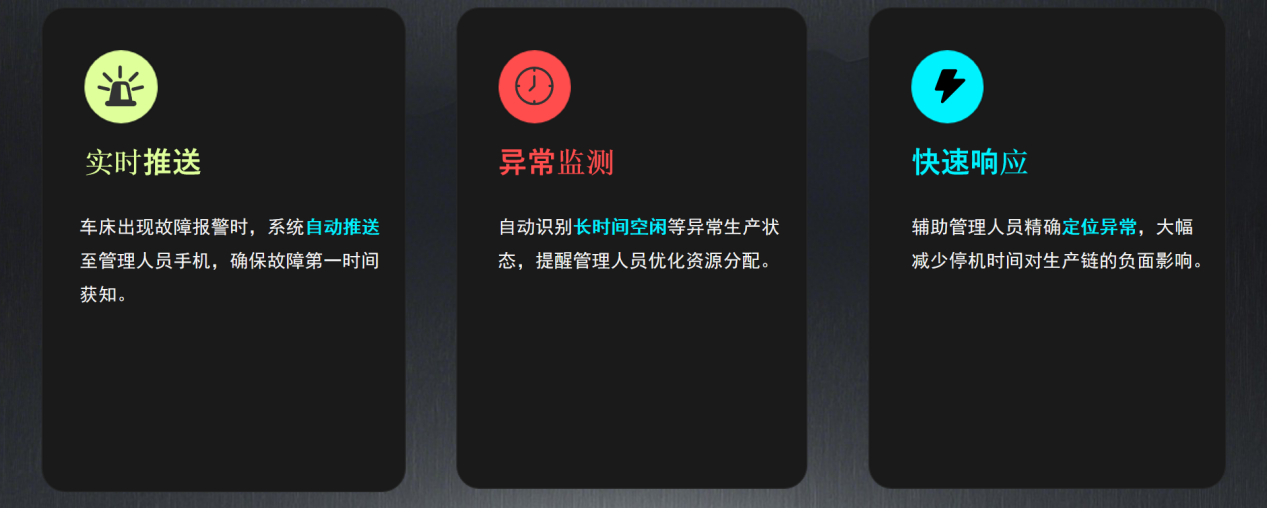 实时推送
车床出现故障报警时，系统自动推送
至管理人员手机，确保故障第一时间
获知。
异常监测
自动识别长时间空闲等异常生产状
态，提醒管理人员优化资源分配。
快速响应
辅助管理人员精确定位异常，大幅
减少停机时间对生产链的负面影响。